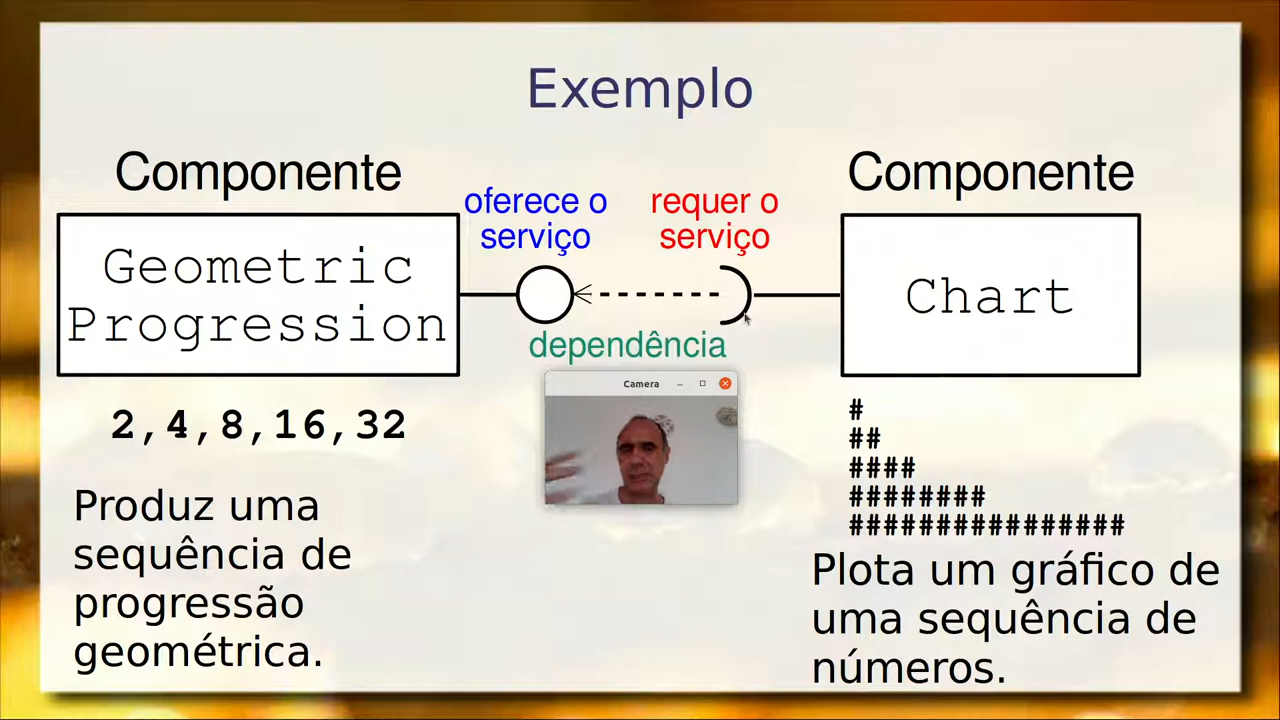 Exemplo
Componente
oferece o
serviço
requer o
serviço
Componente
Geometric
Progression
Chart
dependência
Camera
2,4,8,16,32
Produz uma
sequência de
progressão
geométrica.
#
##
####
########
################
Plota um gráfico de
uma sequência de
números.